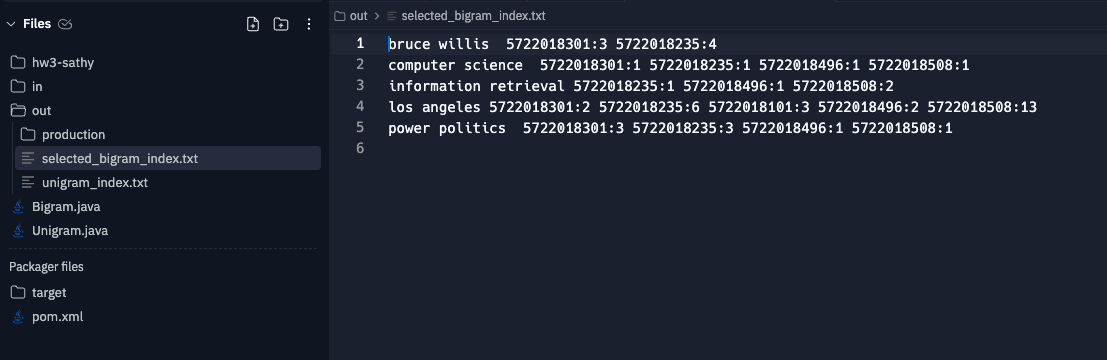 Files
hw3-sathy
in
out
production
selected_bigram_index.txt
unigram_index.txt
Bigram.java
Unigram.java
Packager files
target
pom.xml
out > selected_bigram_index.txt
1 bruce willis  5722018301:3 5722018235:4
2 computer science  5722018301:1 5722018235:1 5722018496:1 5722018508:1
3 information retrieval 5722018235:1 5722018496:1 5722018508:2
4 los angeles 5722018301:2 5722018235:6 5722018101:3 5722018496:2 5722018508:13
5 power politics  5722018301:3 5722018235:3 5722018496:1 5722018508:1
6